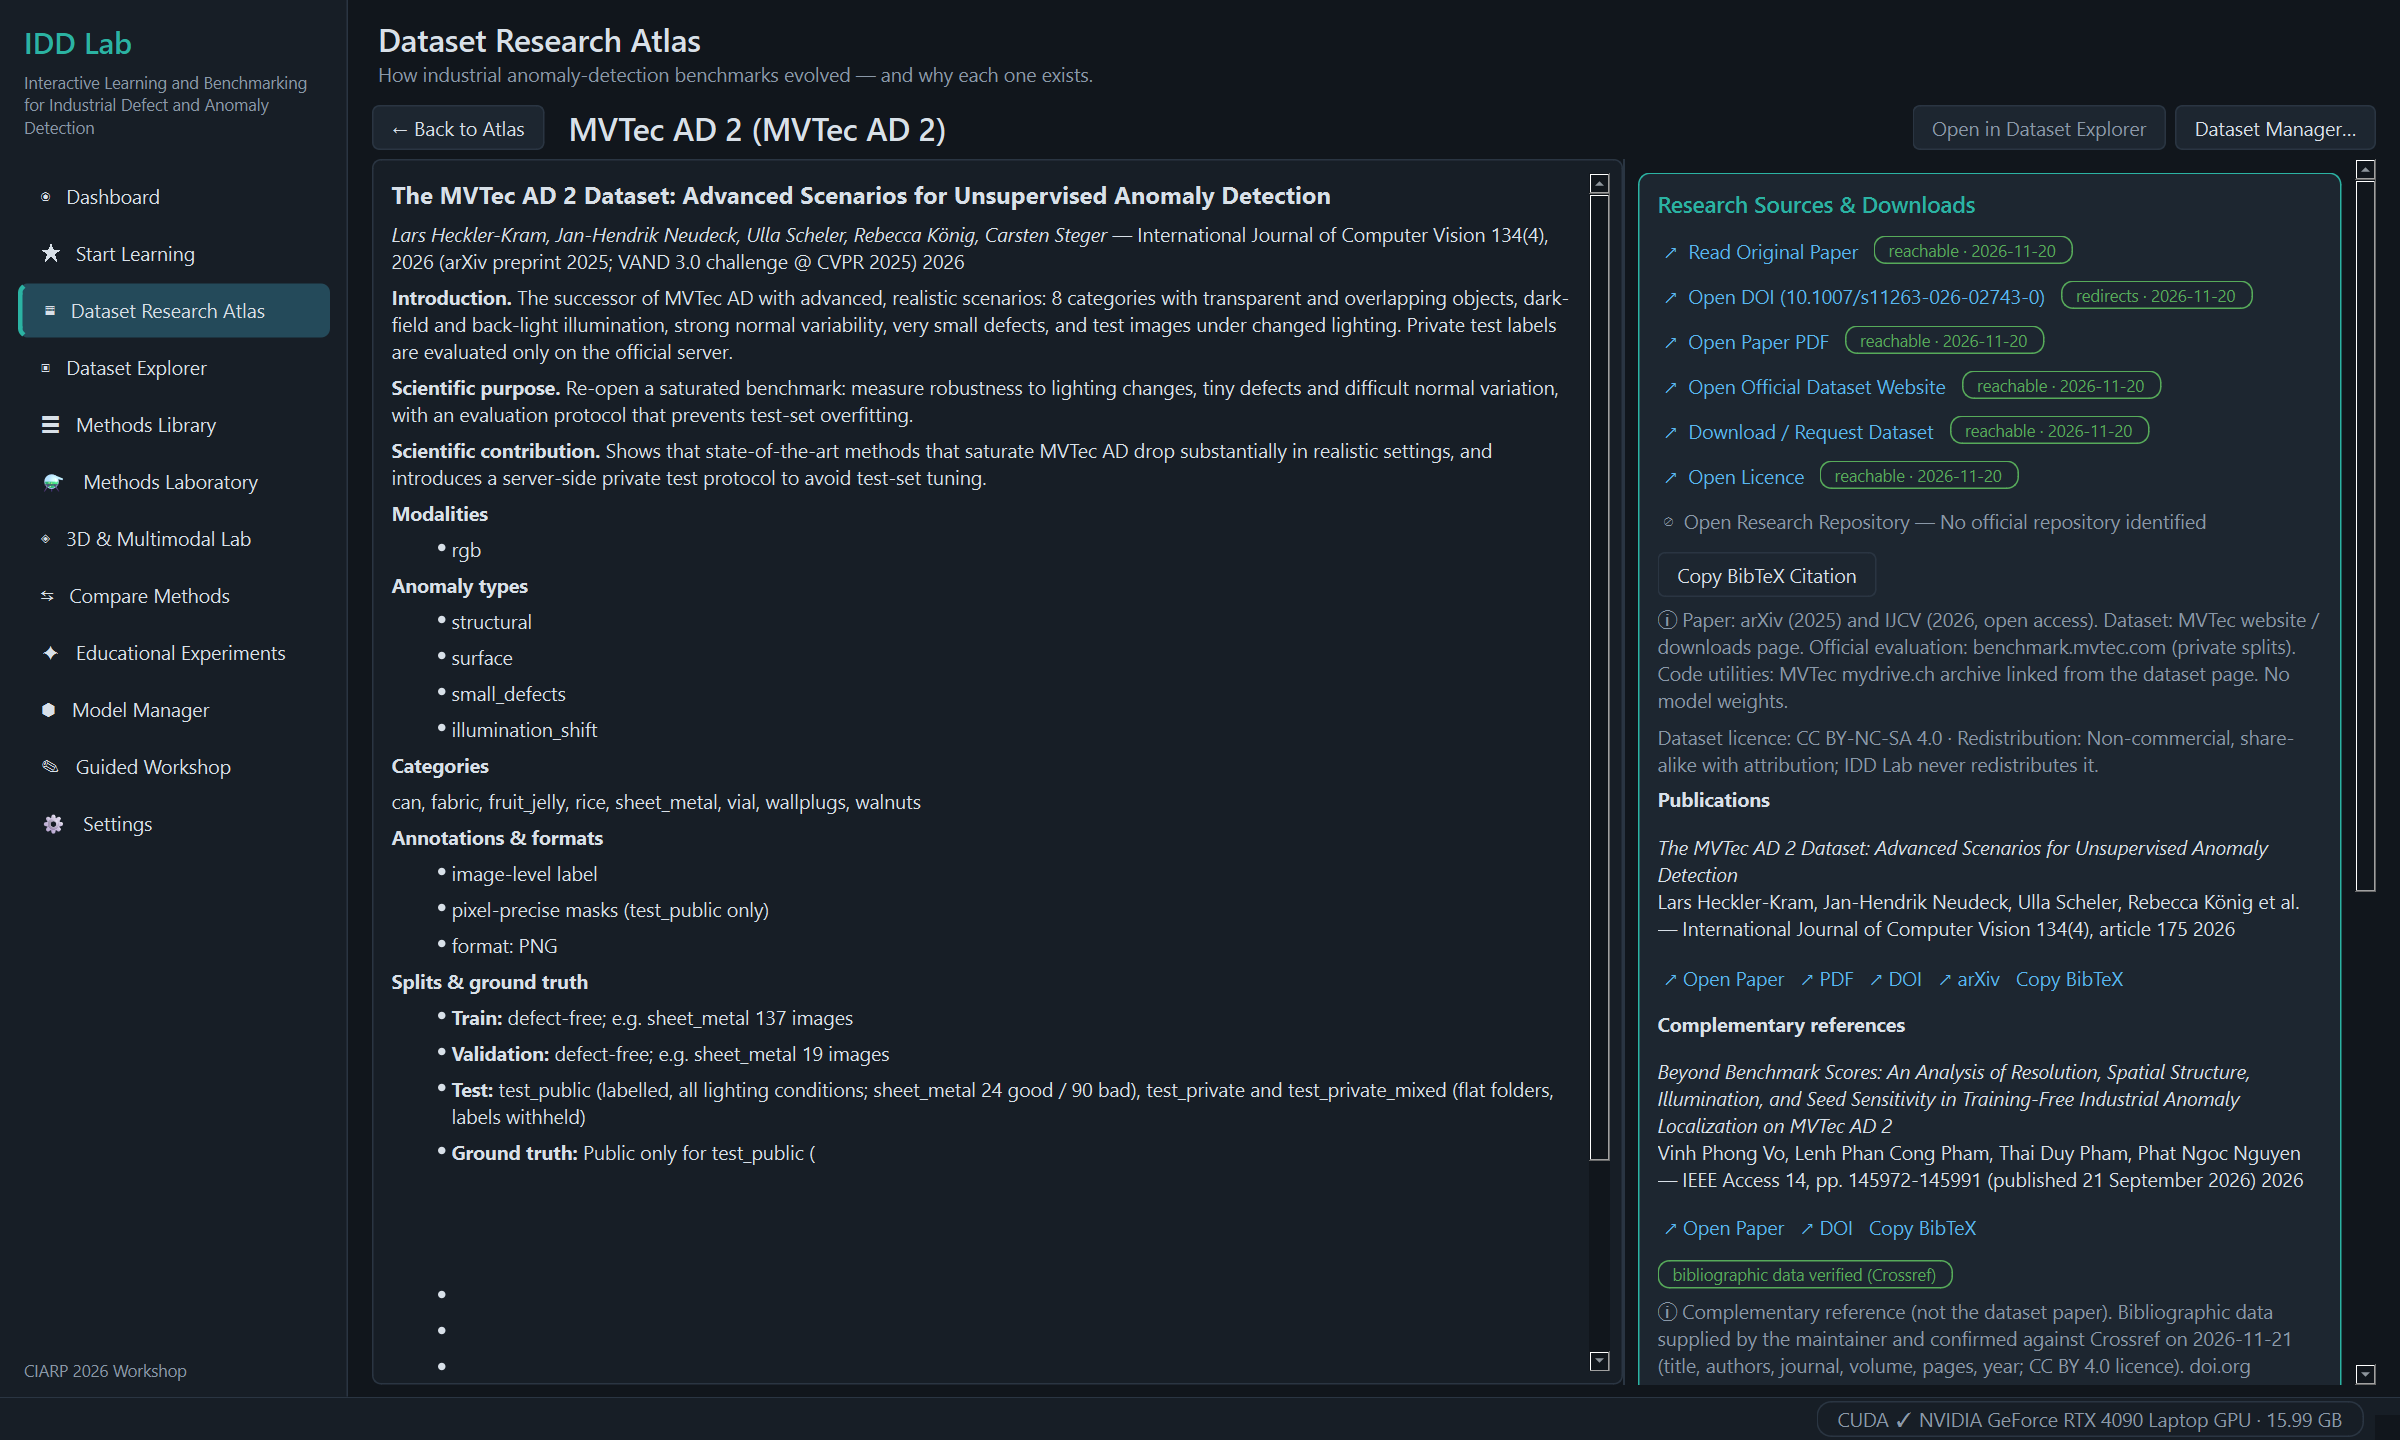 IDD Lab
Interactive Learning and Benchmarking
for Industrial Defect and Anomaly
Detection
Dashboard
Start Learning
Dataset Research Atlas
Dataset Explorer
Methods Library
Methods Laboratory
3D & Multimodal Lab
Compare Methods
Educational Experiments
Model Manager
Guided Workshop
Settings
CIARP 2026 Workshop
Dataset Research Atlas
How industrial anomaly-detection benchmarks evolved — and why each one exists.
← Back to Atlas
MVTec AD 2 (MVTec AD 2)
Open in Dataset Explorer
Dataset Manager...
The MVTec AD 2 Dataset: Advanced Scenarios for Unsupervised Anomaly Detection
Lars Heckler-Kram, Jan-Hendrik Neudeck, Ulla Scheler, Rebecca König, Carsten Steger — International Journal of Computer Vision 134(4),
2026 (arXiv preprint 2025; VAND 3.0 challenge @ CVPR 2025) 2026
Introduction. The successor of MVTec AD with advanced, realistic scenarios: 8 categories with transparent and overlapping objects, dark-
field and back-light illumination, strong normal variability, very small defects, and test images under changed lighting. Private test labels
are evaluated only on the official server.
Scientific purpose. Re-open a saturated benchmark: measure robustness to lighting changes, tiny defects and difficult normal variation,
with an evaluation protocol that prevents test-set overfitting.
Scientific contribution. Shows that state-of-the-art methods that saturate MVTec AD drop substantially in realistic settings, and
introduces a server-side private test protocol to avoid test-set tuning.
Modalities
• rgb
Anomaly types
• structural
• surface
• small_defects
• illumination_shift
Categories
can, fabric, fruit_jelly, rice, sheet_metal, vial, wallplugs, walnuts
Annotations & formats
• image-level label
• pixel-precise masks (test_public only)
• format: PNG
Splits & ground truth
• Train: defect-free; e.g. sheet_metal 137 images
• Validation: defect-free; e.g. sheet_metal 19 images
• Test: test_public (labelled, all lighting conditions; sheet_metal 24 good / 90 bad), test_private and test_private_mixed (flat folders,
labels withheld)
• Ground truth: Public only for test_public (
Research Sources & Downloads
↗ Read Original Paper reachable · 2026-11-20
↗ Open DOI (10.1007/s11263-026-02743-0) redirects · 2026-11-20
↗ Open Paper PDF reachable · 2026-11-20
↗ Open Official Dataset Website reachable · 2026-11-20
↗ Download / Request Dataset reachable · 2026-11-20
↗ Open Licence reachable · 2026-11-20
⊘ Open Research Repository — No official repository identified
Copy BibTeX Citation
ⓘ Paper: arXiv (2025) and IJCV (2026, open access). Dataset: MVTec website /
downloads page. Official evaluation: benchmark.mvtec.com (private splits).
Code utilities: MVTec mydrive.ch archive linked from the dataset page. No
model weights.
Dataset licence: CC BY-NC-SA 4.0 · Redistribution: Non-commercial, share-
alike with attribution; IDD Lab never redistributes it.
Publications
The MVTec AD 2 Dataset: Advanced Scenarios for Unsupervised Anomaly
Detection
Lars Heckler-Kram, Jan-Hendrik Neudeck, Ulla Scheler, Rebecca König et al.
— International Journal of Computer Vision 134(4), article 175 2026
↗ Open Paper ↗ PDF ↗ DOI ↗ arXiv Copy BibTeX
Complementary references
Beyond Benchmark Scores: An Analysis of Resolution, Spatial Structure,
Illumination, and Seed Sensitivity in Training-Free Industrial Anomaly
Localization on MVTec AD 2
Vinh Phong Vo, Lenh Phan Cong Pham, Thai Duy Pham, Phat Ngoc Nguyen
— IEEE Access 14, pp. 145972-145991 (published 21 September 2026) 2026
↗ Open Paper ↗ DOI Copy BibTeX
bibliographic data verified (Crossref)
ⓘ Complementary reference (not the dataset paper). Bibliographic data
supplied by the maintainer and confirmed against Crossref on 2026-11-21
(title, authors, journal, volume, pages, year; CC BY 4.0 licence). doi.org
CUDA ✓ NVIDIA GeForce RTX 4090 Laptop GPU · 15.99 GB